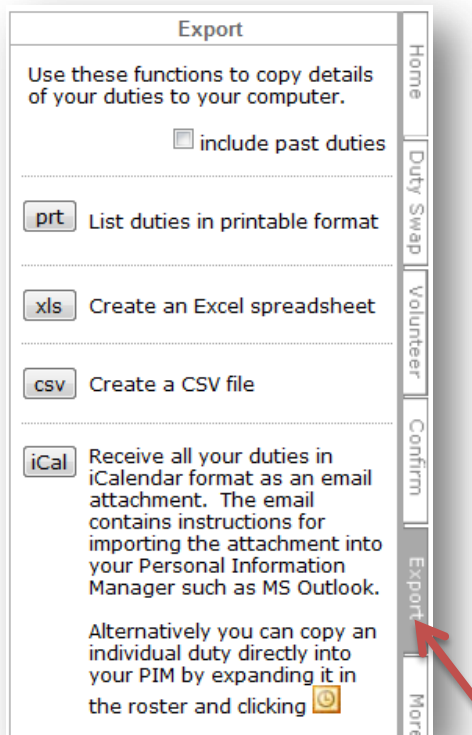 Export
Use these functions to copy details
of your duties to your computer.
include past duties
prt List duties in printable format
xls Create an Excel spreadsheet
csv Create a CSV file
iCal Receive all your duties in
iCalendar format as an email
attachment. The email
contains instructions for
importing the attachment into
your Personal Information
Manager such as MS Outlook.
Alternatively you can copy an
individual duty directly into
your PIM by expanding it in
the roster and clicking
Home
Duty Swap
Volunteer
Confirm
Export
More